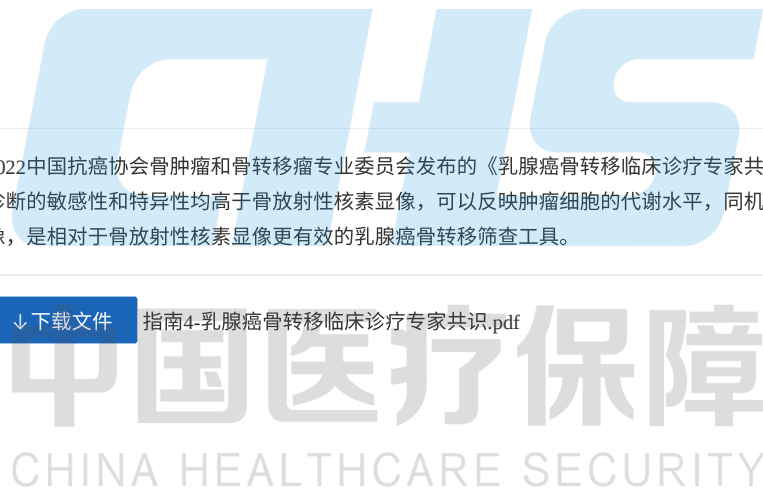 022中国抗癌协会骨肿瘤和骨转移瘤专业委员会发布的《乳腺癌骨转移临床诊疗专家共
诊断的敏感性和特异性均高于骨放射性核素显像，可以反映肿瘤细胞的代谢水平，同机
像，是相对于骨放射性核素显像更有效的乳腺癌骨转移筛查工具。
↓下载文件 指南4-乳腺癌骨转移临床诊疗专家共识.pdf
中国医疗保障
CHINA HEALTHCARE SECURITY